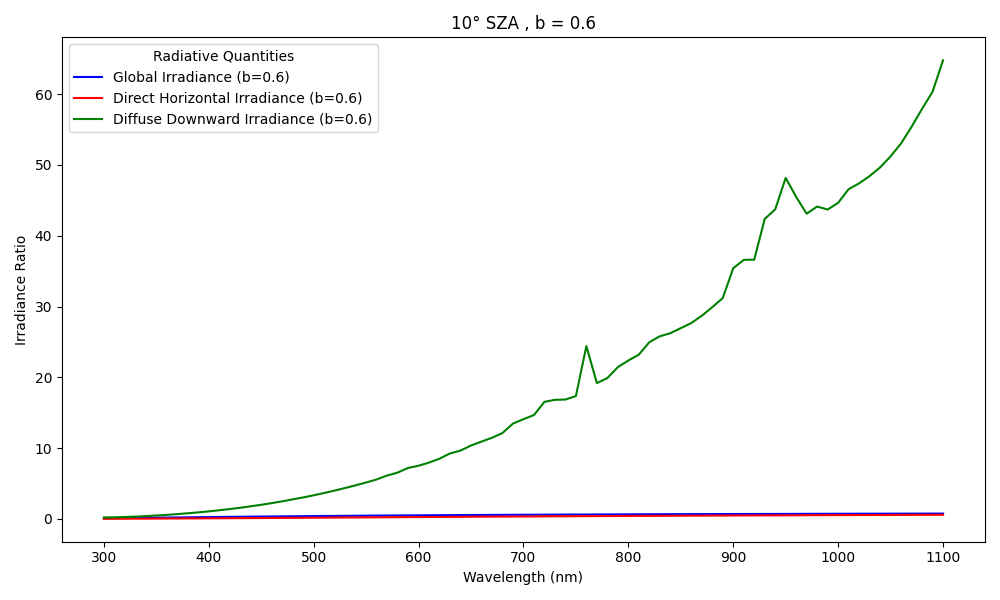 10° SZA , b = 0.6
Radiative Quantities
Global Irradiance (b=0.6)
Direct Horizontal Irradiance (b=0.6)
Diffuse Downward Irradiance (b=0.6)
Irradiance Ratio
60
50
40
30
20
10
0
300 400 500 600 700 800 900 1000 1100
Wavelength (nm)